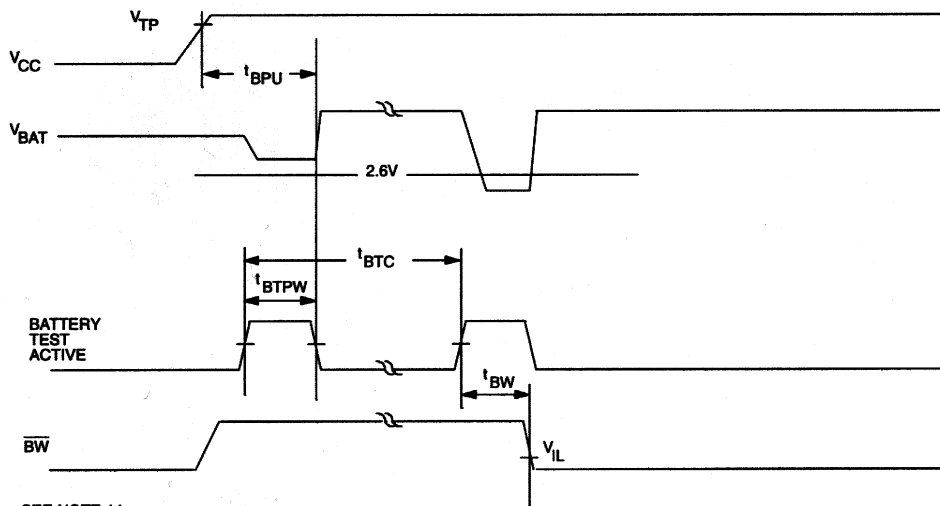 VTP
VCC
tBPU
VBAT
2.6V
tBTC
tBTPW
BATTERY
TEST
ACTIVE
tBW
BW
VIL